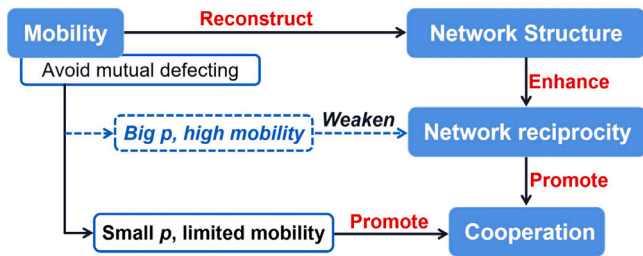 Mobility
Reconstruct
Network Structure
Avoid mutual defecting
Enhance
Big p, high mobility
Weaken
Network reciprocity
Promote
Small p, limited mobility
Promote
Cooperation